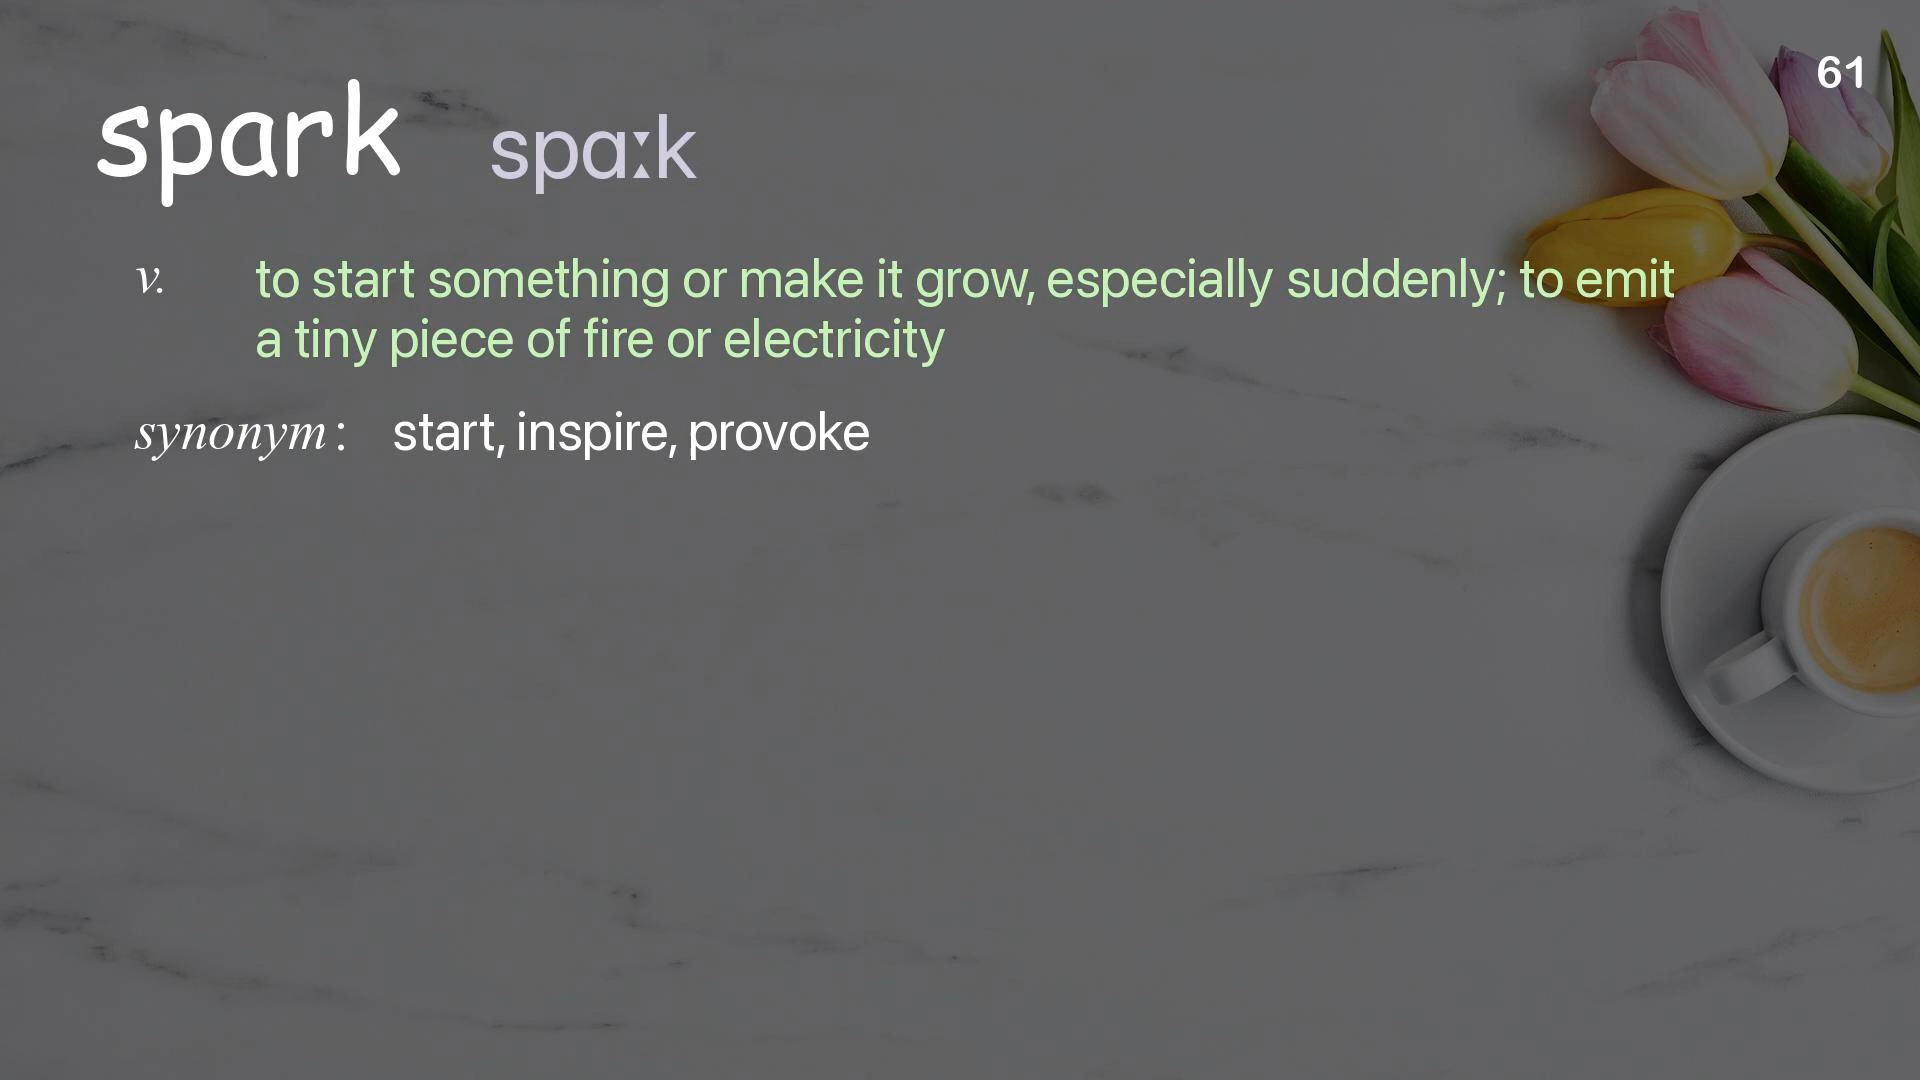 61
spark spɑːk
v. to start something or make it grow, especially suddenly; to emit
a tiny piece of fire or electricity
synonym : start, inspire, provoke